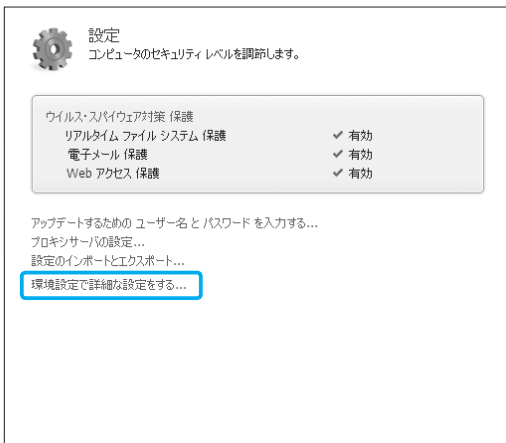 設定
コンピュータのセキュリティ レベルを調節します。
ウイルス・スパイウェア対策 保護
リアルタイム ファイル システム 保護 ✔ 有効
電子メール 保護 ✔ 有効
Web アクセス 保護 ✔ 有効
アップデートするための ユーザー名 と パスワード を入力する...
プロキシサーバの設定...
設定のインポートとエクスポート...
環境設定で詳細な設定をする...